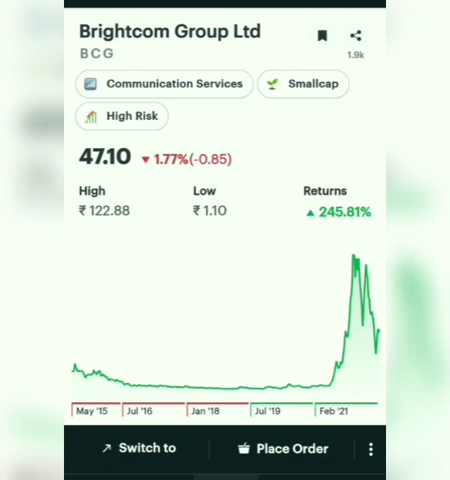 Brightcom Group Ltd
BCG
1.9k
Communication Services
Smallcap
High Risk
47.10 ▼ 1.77%(-0.85)
High Low Returns
₹ 122.88 ₹ 1.10 ▲ 245.81%
May '15 Jul '16 Jan '18 Jul '19 Feb '21
Switch to Place Order